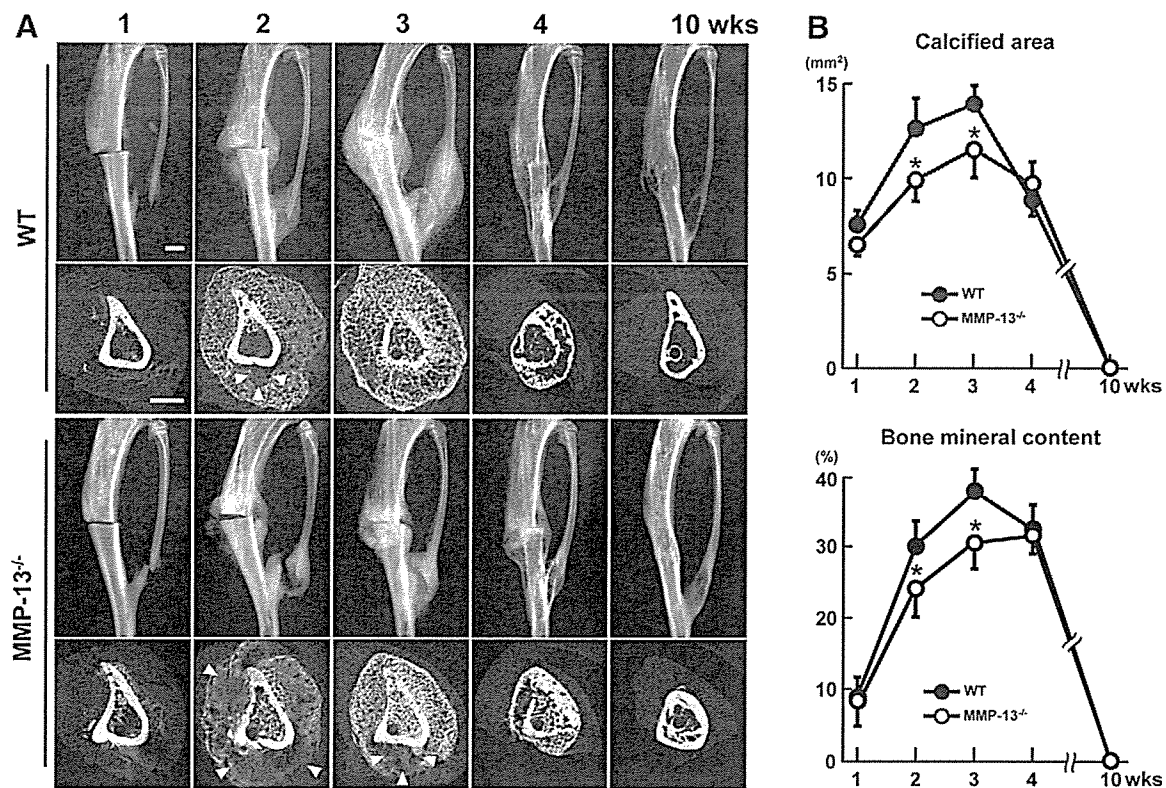 A
1 2 3 4 10 wks
WT
MMP-13-/-
B
Calcified area
(mm²)
15
10
5
0
WT
MMP-13-/-
* *
1 2 3 4 10 wks
Bone mineral content
(%)
40
30
20
10
0
* *
WT
MMP-13-/-
1 2 3 4 10 wks